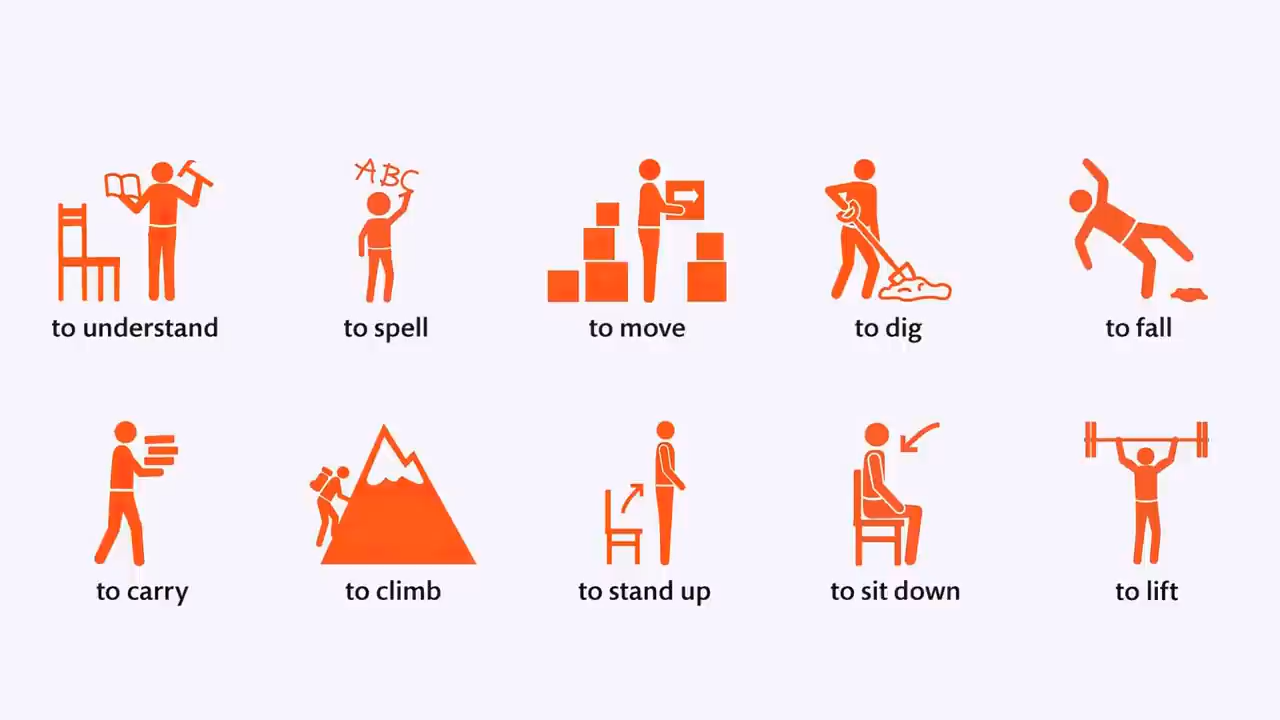 ABC
to understand
to spell
to move
to dig
to fall
to carry
to climb
to stand up
to sit down
to lift